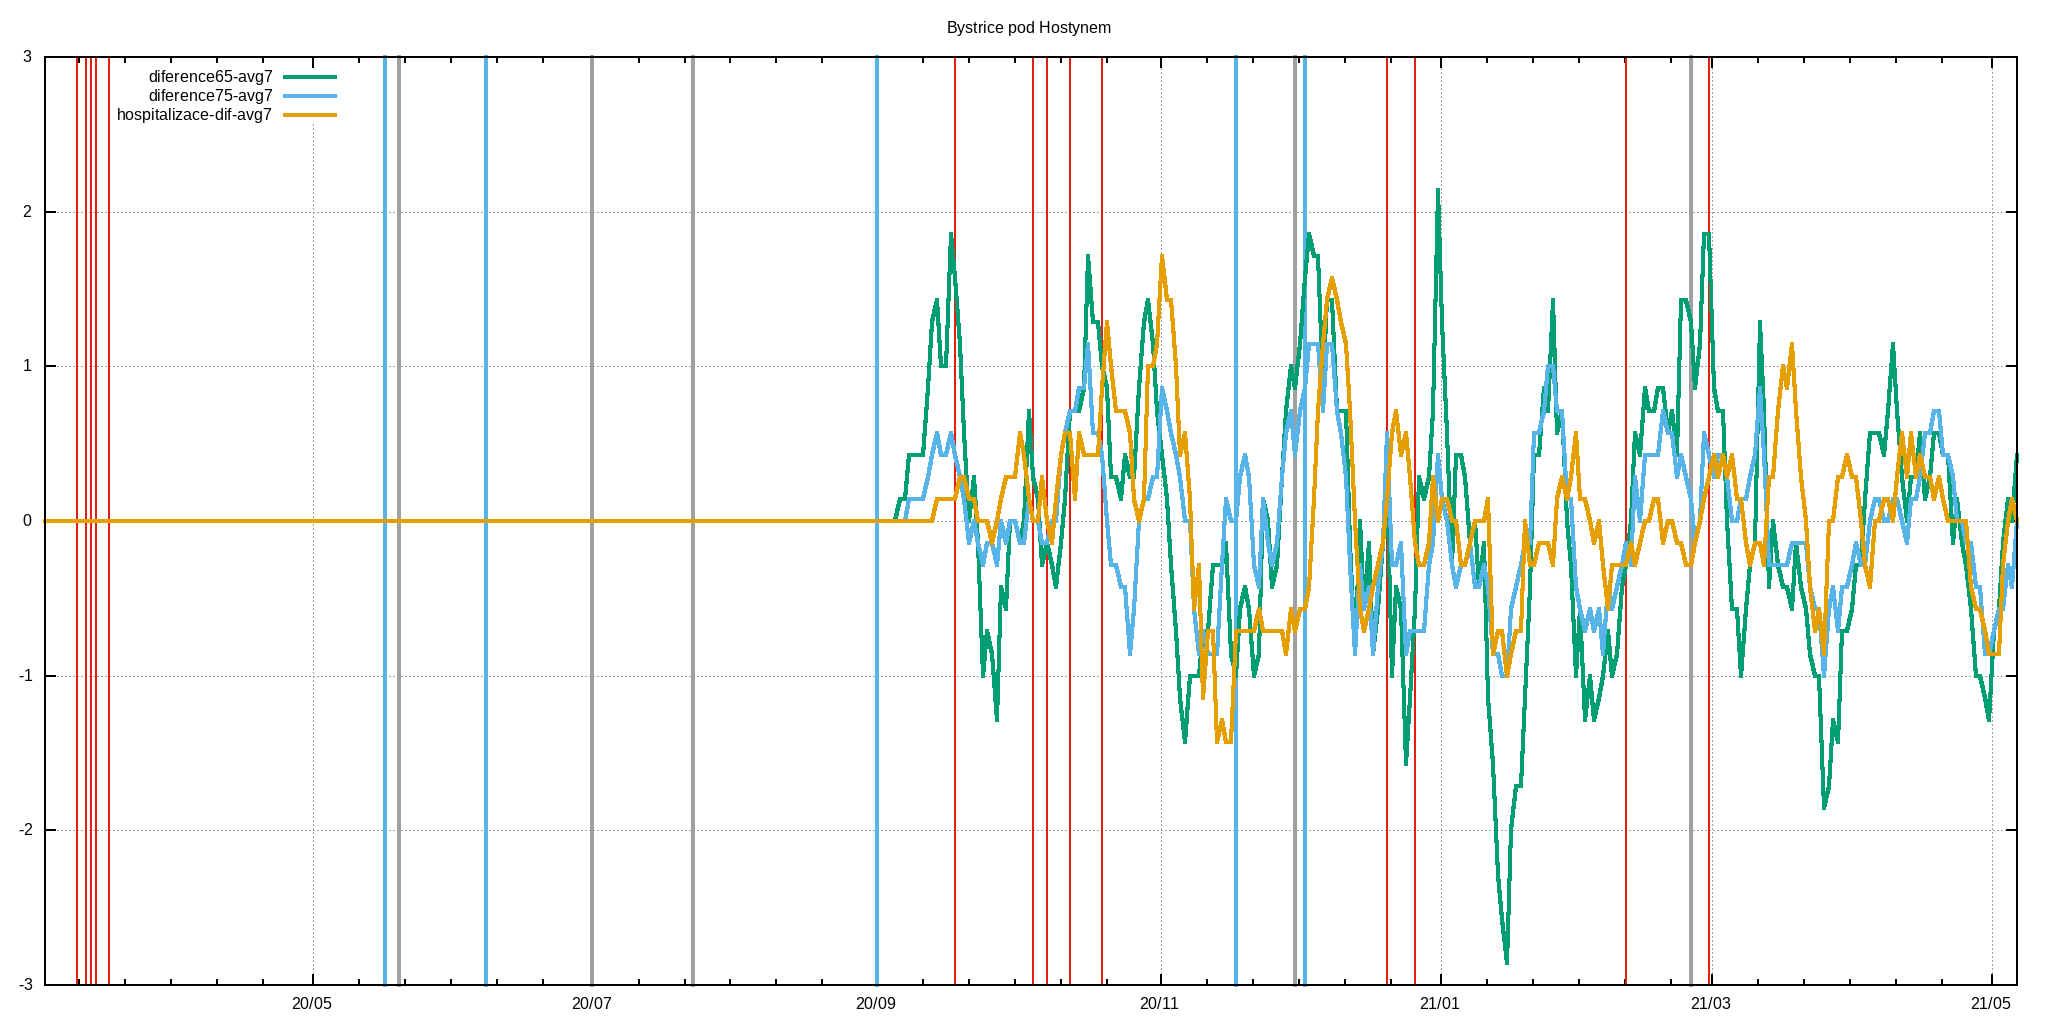 Bystrice pod Hostynem
3
diference65-avg7
diference75-avg7
hospitalizace-dif-avg7
2
1
0
-1
-2
-3
20/05 20/07 20/09 20/11 21/01 21/03 21/05